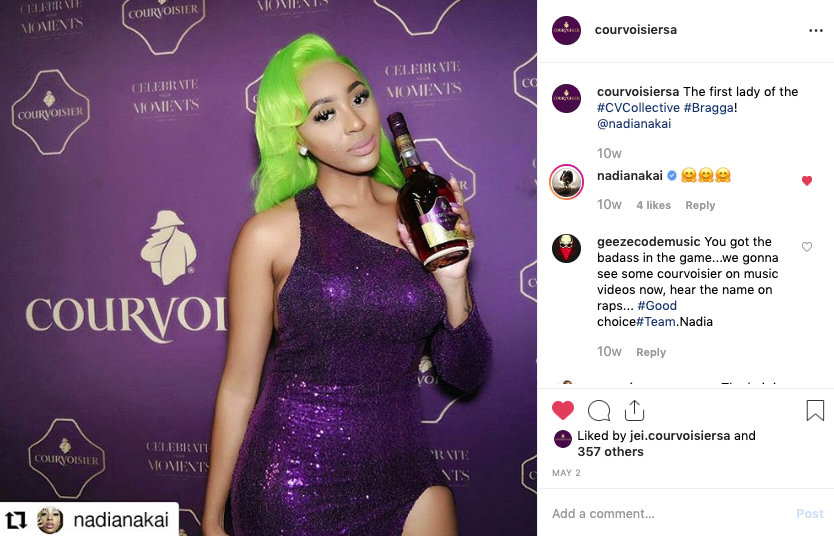 CELEBRATE
MOMENTS
COURVOISIER
MOMENTS
COURVOISIER
CELEBRATE
MOMENTS
CELEBRATE
MOMENTS
COURVOI
COURVOISIER
CELEBRATE
MOMENTS
nadianakai
courvoisiersa
courvoisiersa The first lady of the
#CVCollective #Bragga!
@nadianakai
10w
nadianakai 🤗🤗🤗
10w 4 likes Reply
geezecodemusic You got the
badass in the game...we gonna
see some courvoisier on music
videos now, hear the name on
raps... #Good
choice#Team.Nadia
10w Reply
Liked by jei.courvoisiersa and
357 others
MAY 2
Add a comment...
Post